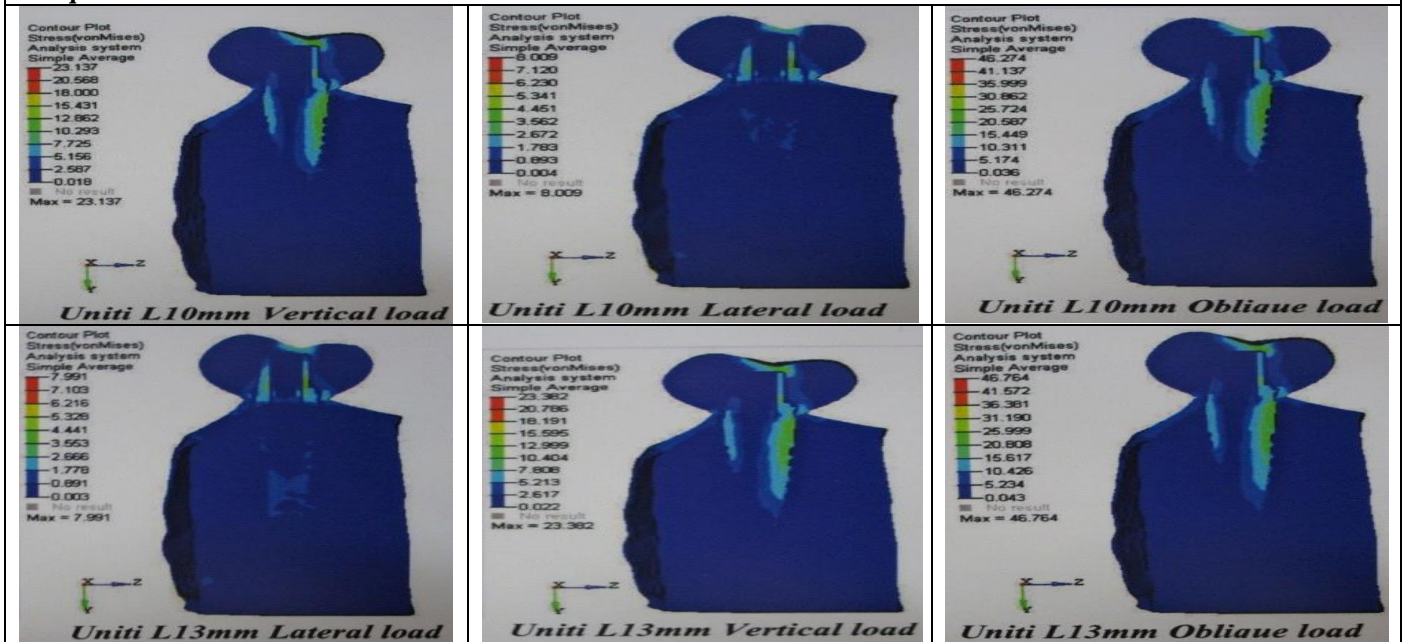 Contour Plot
Stress(vonMises)
Analysis system
Simple Average
23.137
20.568
18.000
15.431
12.862
10.293
7.725
5.156
2.587
0.018
No result
Max = 23.137
X
Z
Y
Uniti L10mm Vertical load
Contour Plot
Stress(vonMises)
Analysis system
Simple Average
8.009
7.120
6.230
5.341
4.451
3.562
2.672
1.783
0.893
0.004
No result
Max = 8.009
X
Z
Y
Uniti L10mm Lateral load
Contour Plot
Stress(vonMises)
Analysis system
Simple Average
46.274
41.137
35.999
30.862
25.724
20.587
15.449
10.311
5.174
0.036
No result
Max = 46.274
X
Z
Y
Uniti L10mm Obliaue load
Contour Plot
Stress(vonMises)
Analysis system
Simple Average
7.991
7.103
6.216
5.328
4.441
3.553
2.666
1.778
0.891
0.003
No result
Max = 7.991
X
Z
Y
Uniti L13mm Lateral load
Contour Plot
Stress(vonMises)
Analysis system
Simple Average
23.382
20.786
18.191
15.595
12.999
10.404
7.808
5.213
2.617
0.022
No result
Max = 23.382
X
Z
Y
Uniti L13mm Vertical load
Contour Plot
Stress(vonMises)
Analysis system
Simple Average
46.764
41.572
36.381
31.190
25.999
20.808
15.617
10.426
5.234
0.043
No result
Max = 46.764
X
Z
Y
Uniti L13mm Obliaue load